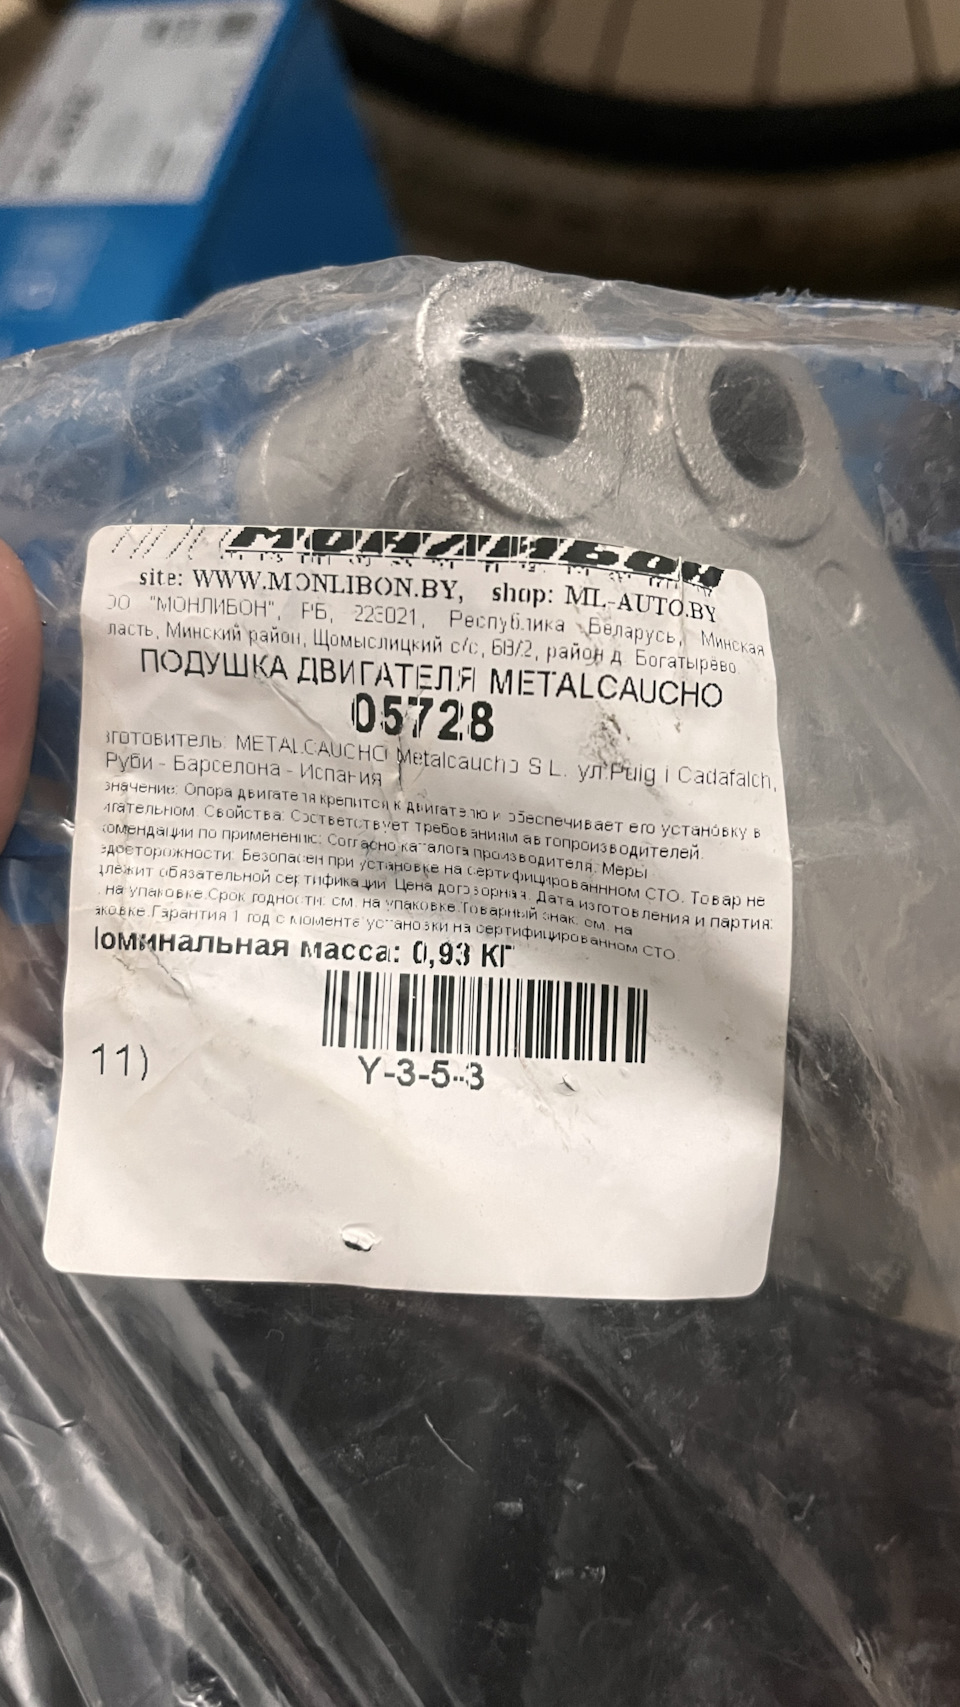 МОНЛИБОН
site: WWW.MONLIBON.BY, shop: ML-AUTO.BY
ОО "МОНЛИБОН", РБ, 223021, Республика Беларусь, Минская
ласть, Минский район, Щомыслицкий с/с, район д. Богатырёво
ПОДУШКА ДВИГАТЕЛЯ METALCAUCHO
05728
зготовитель: METALCAUCHO Metalcaucho S.L. ул.Puig i Cadafalch,
Руби - Барселона - Испания
значение: Опора двигателя крепится к двигателю и обеспечивает его установку в
игательном. Свойства: Соответствует требованиям автопроизводителей.
комендации по применению: Согласно каталога производителя. Меры
едосторожности: Безопасен при установке на сертифицированнном СТО. Товар не
длежит обязательной сертификации. Цена договорная. Дата изготовления и партия:
. на упаковке.Срок годности: см. на упаковке.Товарный знак: см. на
аковке.Гарантия 1 год с момента установки на сертифицированном СТО.
Номинальная масса: 0,93 КГ
11)
Y-3-5-3